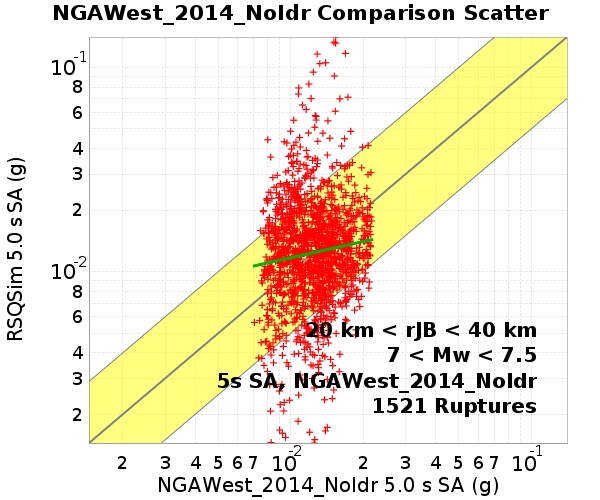 NGAWest_2014_NoIdr Comparison Scatter
RSQSim 5.0 s SA (g)
10-1
8
6
4
3
2
10-2
8
6
4
3
2
20 km < rJB < 40 km
7 < Mw < 7.5
5s SA, NGAWest_2014_NoIdr
1521 Ruptures
2 3 4 5 6 7 10-2 2 3 4 5 6 7 10-1
NGAWest_2014_NoIdr 5.0 s SA (g)